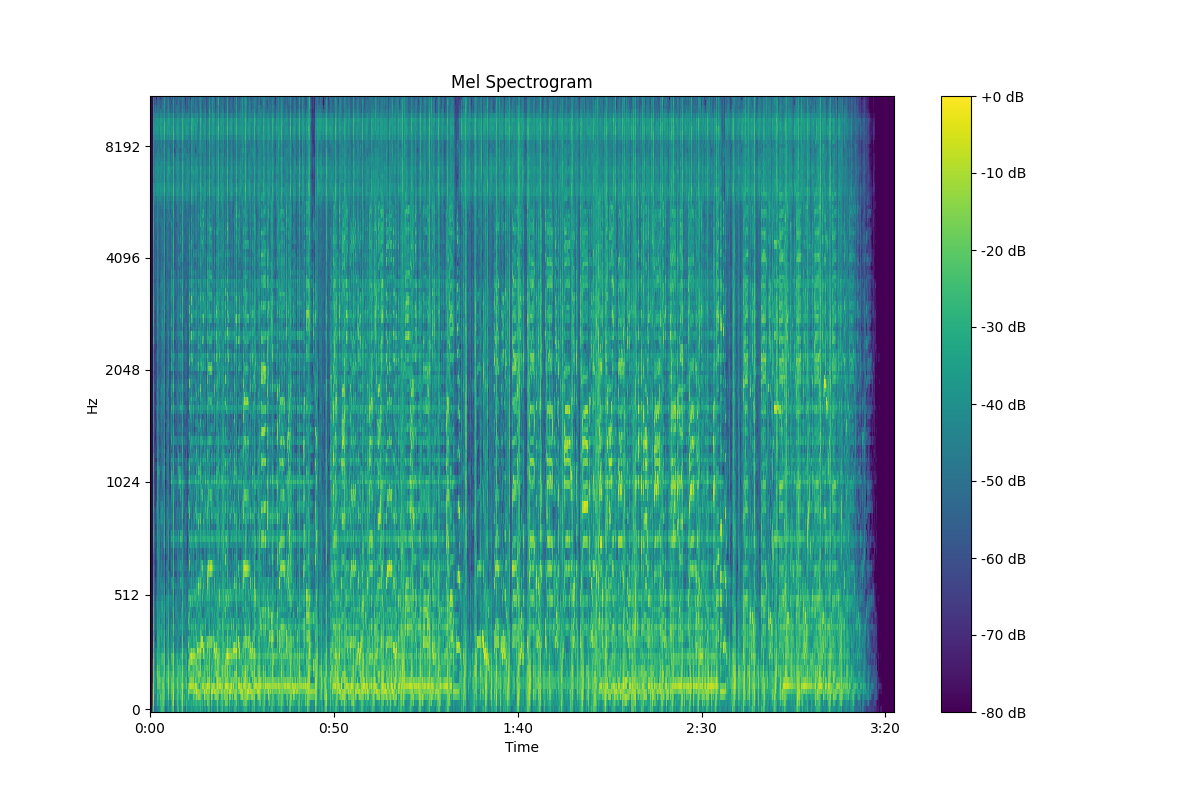 Mel Spectrogram
Hz
8192
4096
2048
1024
512
0
0:00
0:50
1:40
2:30
3:20
Time
+0 dB
-10 dB
-20 dB
-30 dB
-40 dB
-50 dB
-60 dB
-70 dB
-80 dB